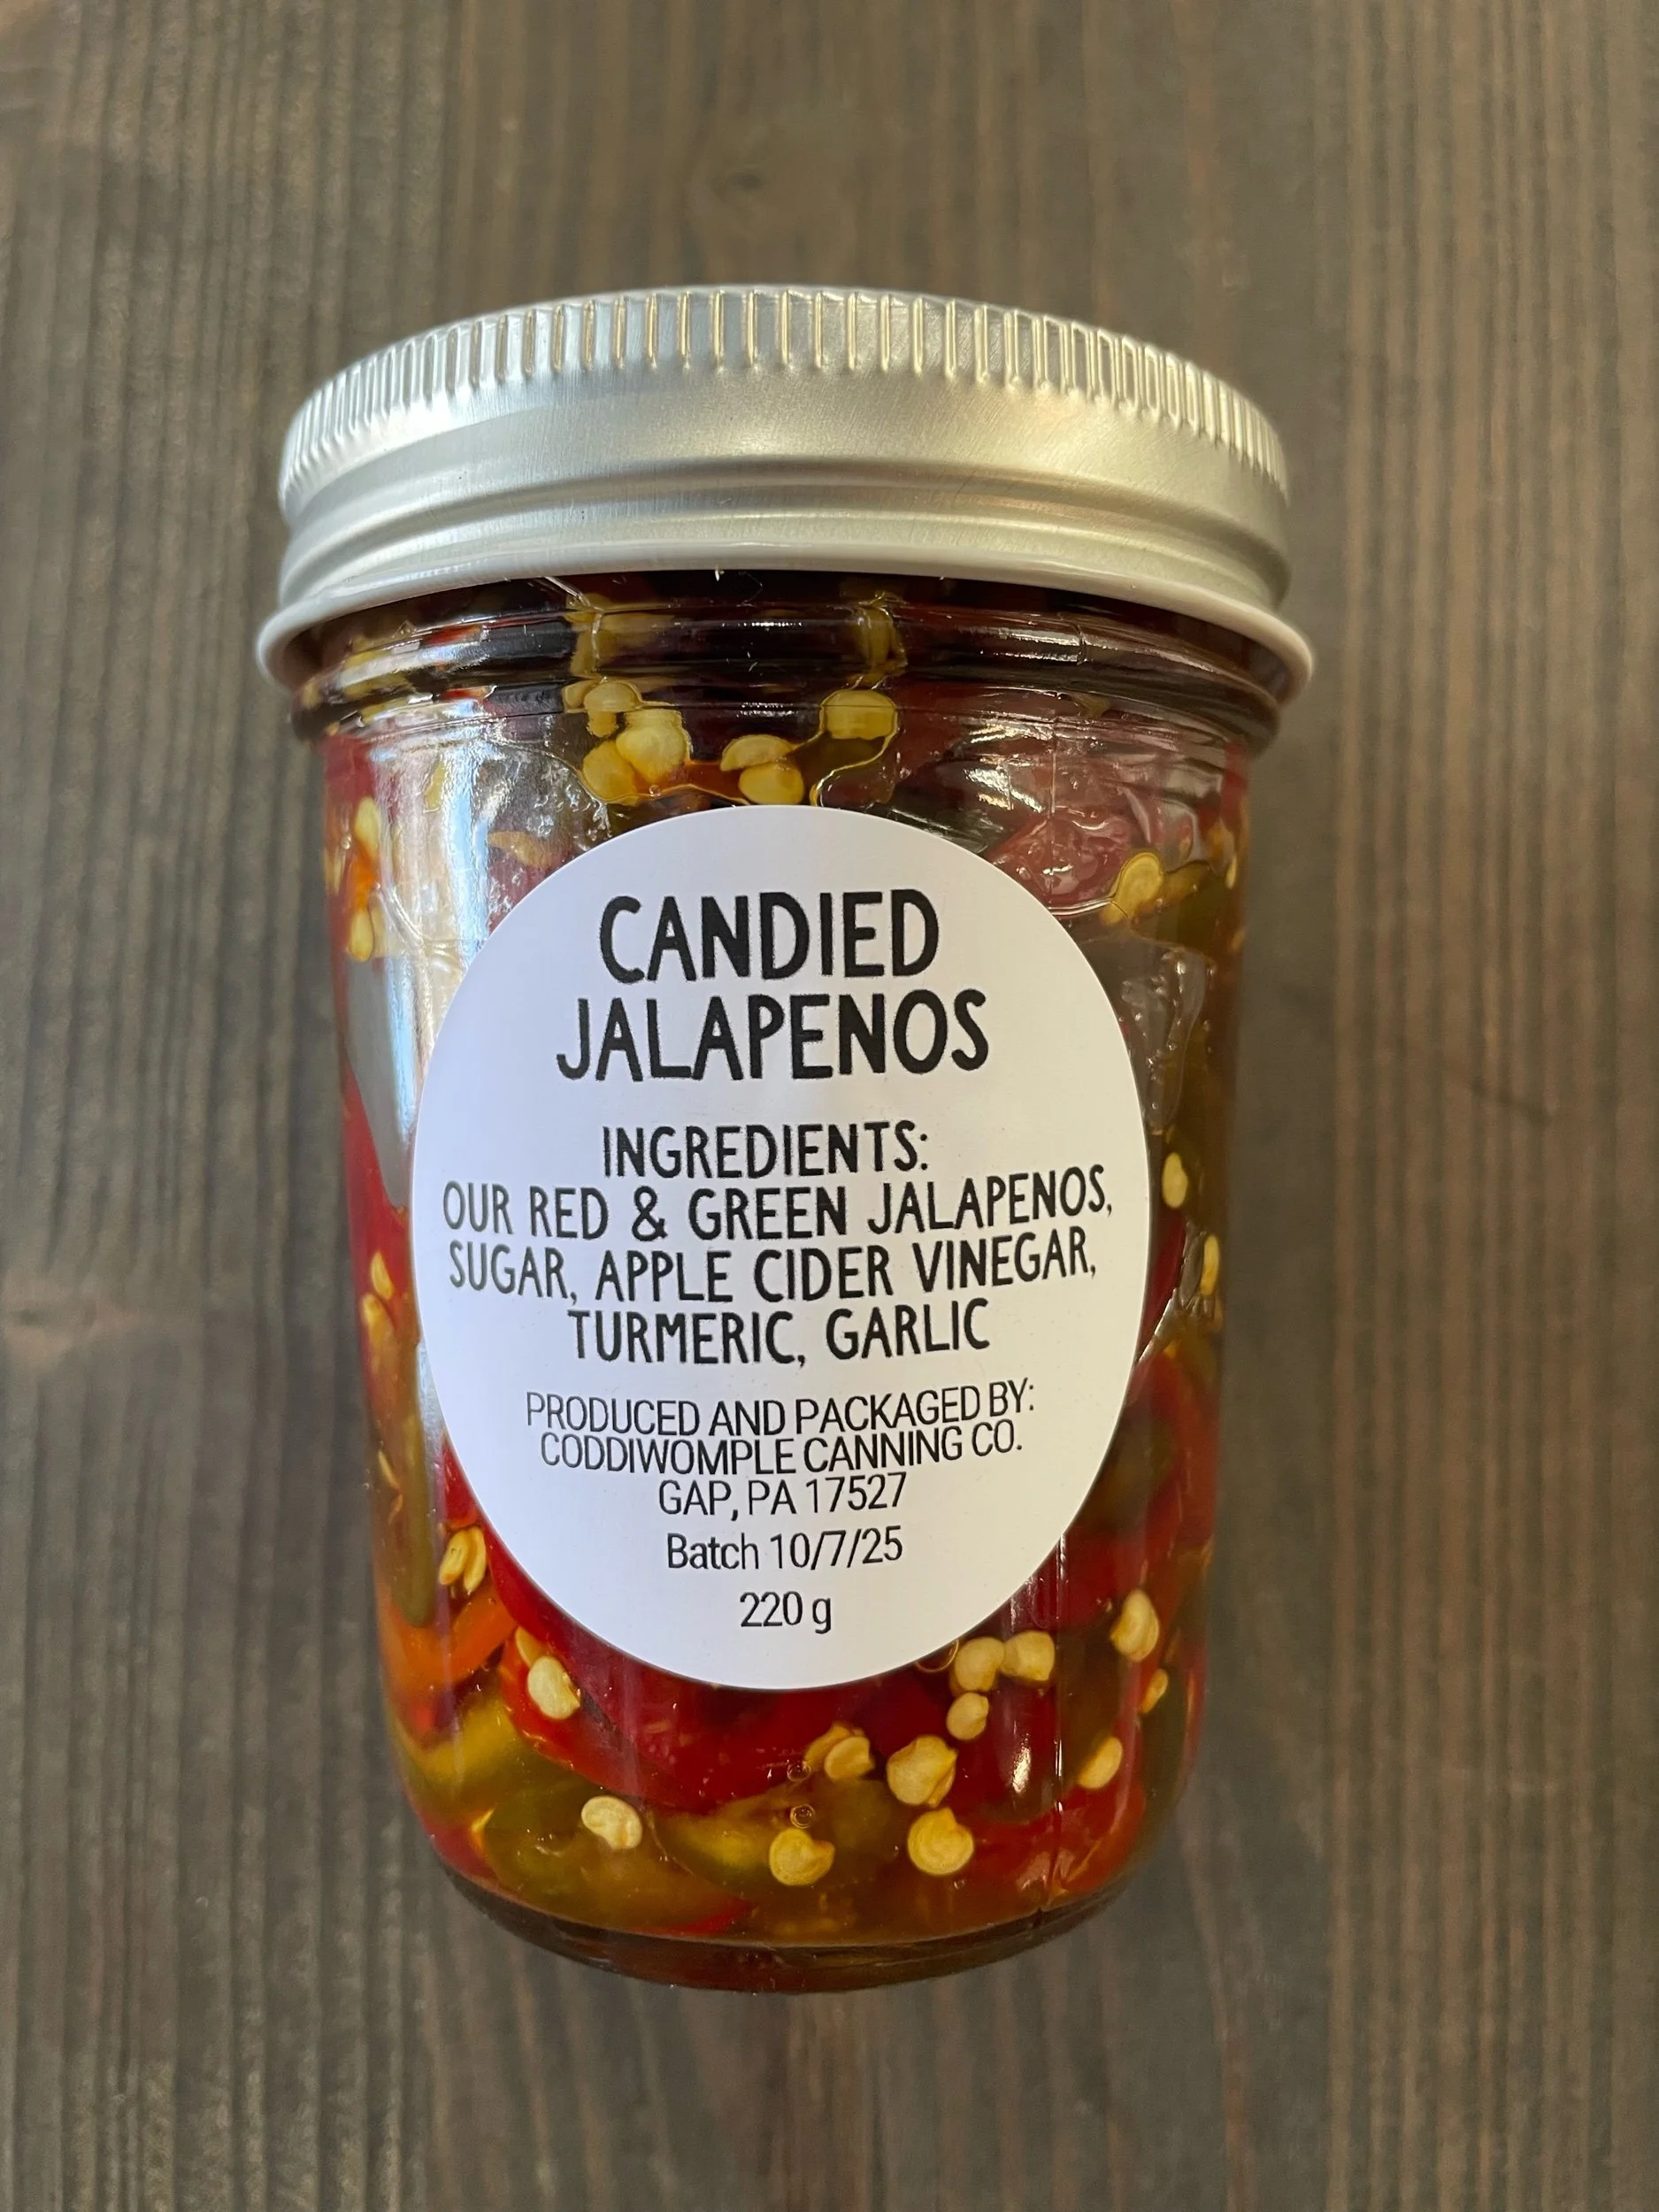 CANDIED
JALAPENOS
INGREDIENTS:
OUR RED & GREEN JALAPENOS,
SUGAR, APPLE CIDER VINEGAR,
TURMERIC, GARLIC
PRODUCED AND PACKAGED BY:
CODDIWOMPLE CANNING CO.
GAP, PA 17527
Batch 10/7/25
220 g